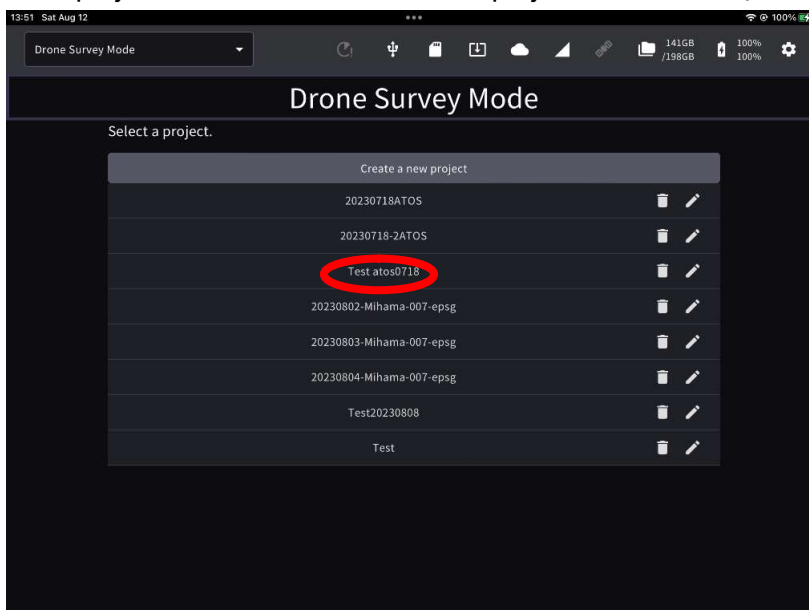 13:51 Sat Aug 12
100%
Drone Survey Mode
141GB
/198GB
100%
100%
Drone Survey Mode
Select a project.
Create a new project
20230718ATOS
20230718-2ATOS
Test atos0718
20230802-Mihama-007-epsg
20230803-Mihama-007-epsg
20230804-Mihama-007-epsg
Test20230808
Test